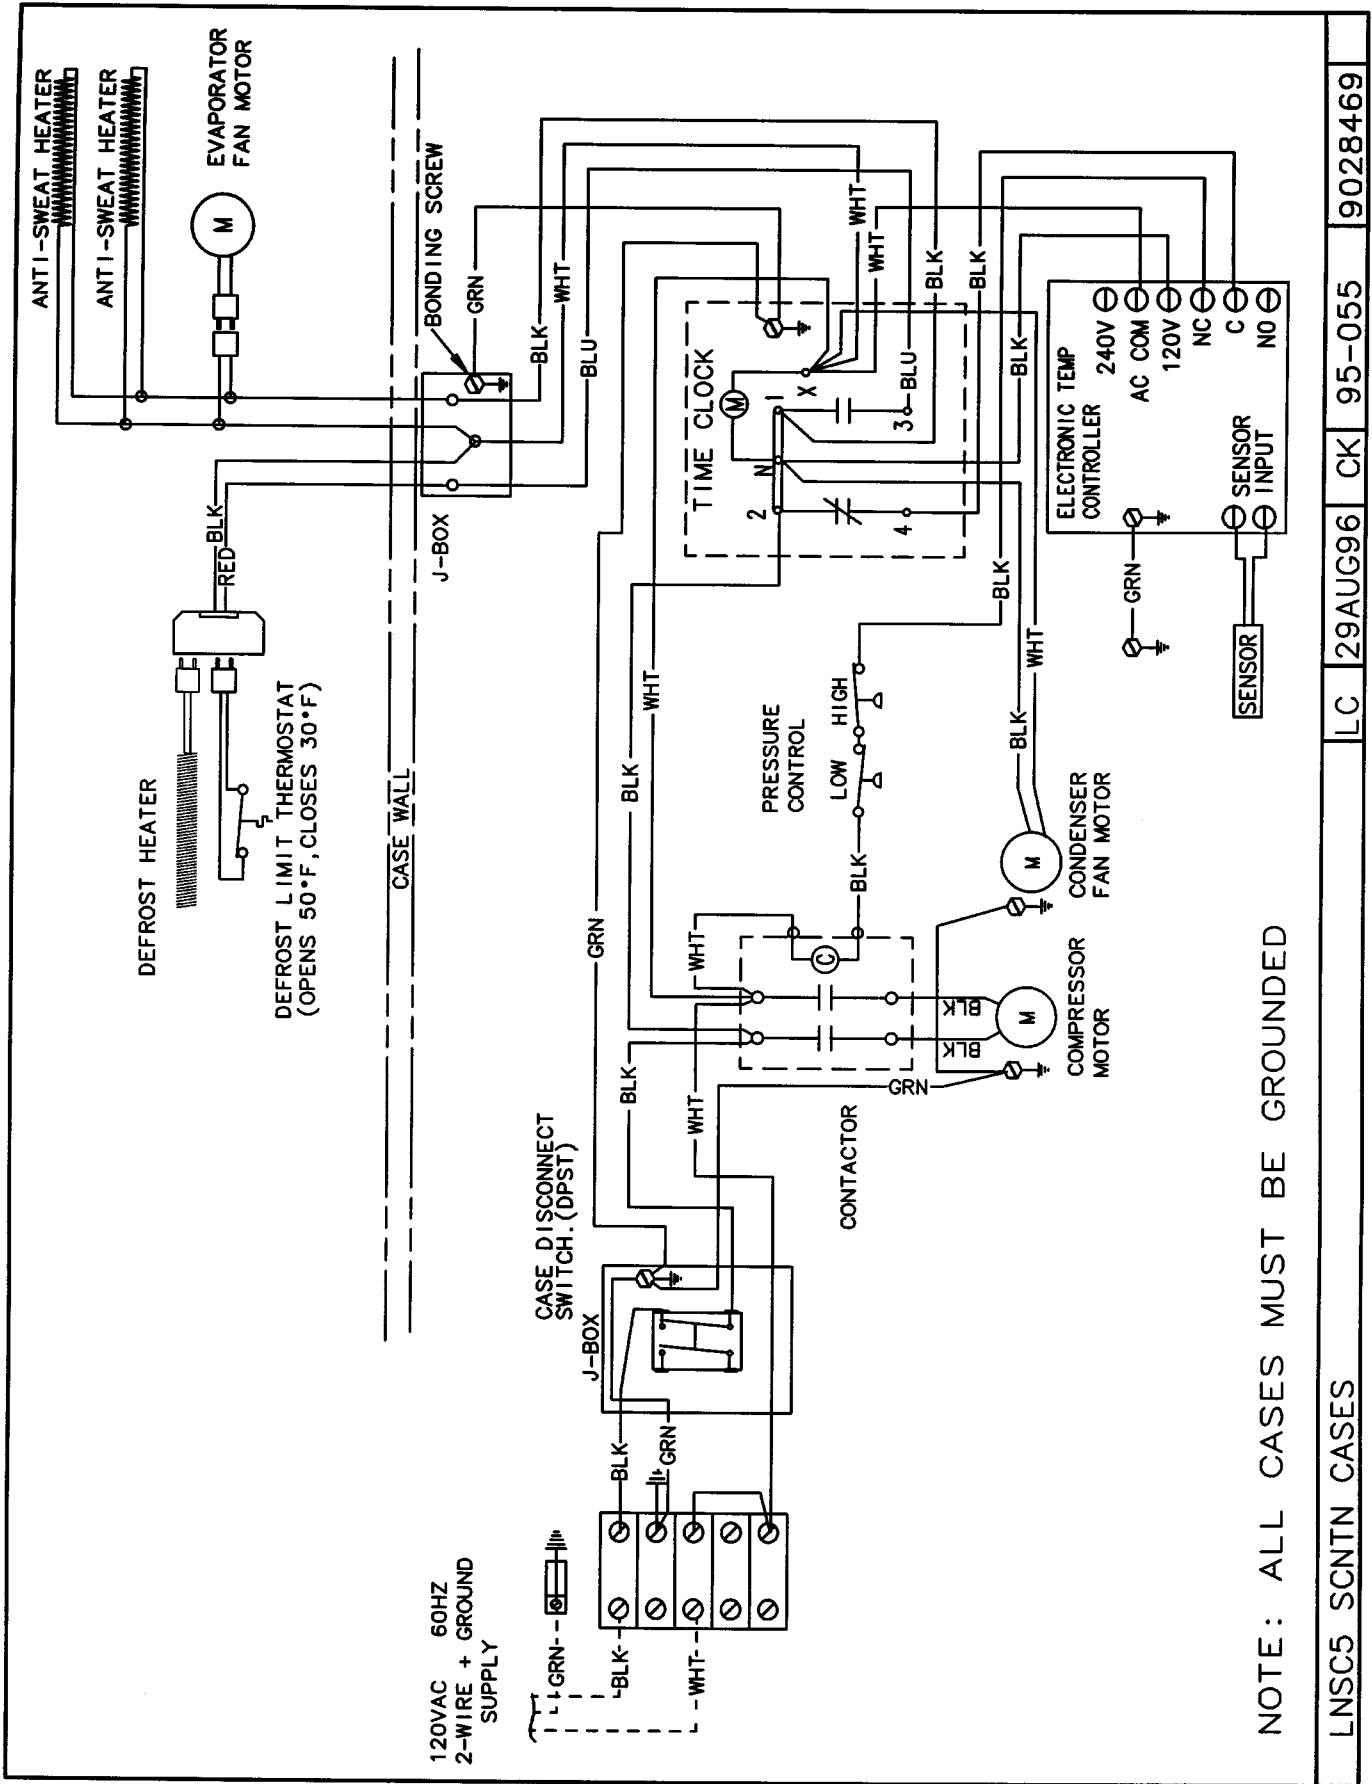 ANTI-SWEAT HEATER
ANTI-SWEAT HEATER
EVAPORATOR
FAN MOTOR
M
DEFROST HEATER
DEFROST LIMIT THERMOSTAT
(OPENS 50°F,CLOSES 30°F)
BLK
RED
CASE WALL
J-BOX
BONDING SCREW
GRN
BLK
WHT
BLU
120VAC 60HZ
2-WIRE + GROUND
SUPPLY
GRN
BLK
WHT
BLK
GRN
CASE DISCONNECT
SWITCH.(DPST)
J-BOX
GRN
BLK
WHT
BLK
WHT
WHT
TIME CLOCK
M
2
N
1
X
4
3
BLU
WHT
WHT
BLK
BLK
BLK
CONTACTOR
C
BLK
BLK
GRN
BLK
PRESSURE
CONTROL
LOW
HIGH
BLK
COMPRESSOR
MOTOR
M
CONDENSER
FAN MOTOR
M
BLK
WHT
ELECTRONIC TEMP
CONTROLLER
240V
AC COM
120V
NC
C
NO
SENSOR
INPUT
GRN
SENSOR
NOTE: ALL CASES MUST BE GROUNDED
LNSC5 SCNTN CASES
LC
29AUG96
CK
95-055
9028469